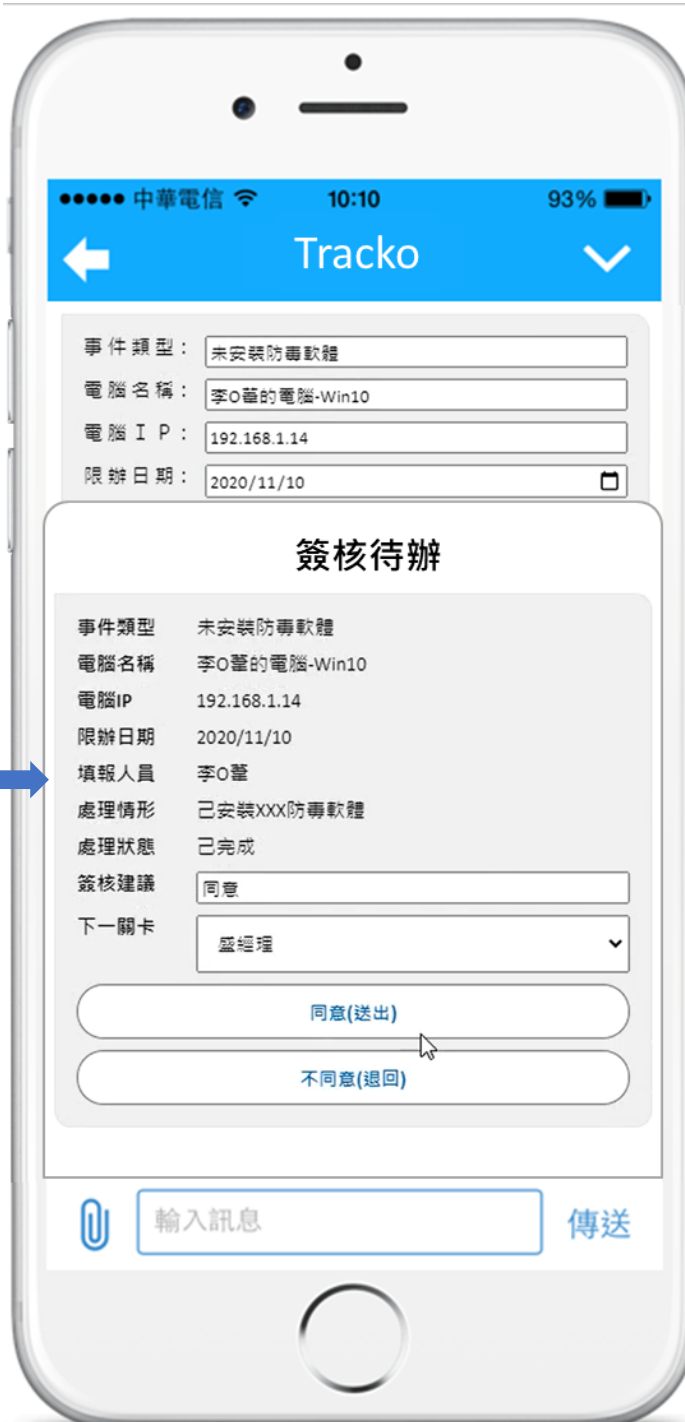 中華電信 10:10 93%
Tracko
事件類型: 未安裝防毒軟體
電腦名稱: 李O菫的電腦-Win10
電腦IP: 192.168.1.14
限辦日期: 2020/11/10
簽核待辦
事件類型 未安裝防毒軟體
電腦名稱 李O菫的電腦-Win10
電腦IP 192.168.1.14
限辦日期 2020/11/10
填報人員 李O菫
處理情形 己安裝XXX防毒軟體
處理狀態 己完成
簽核建議 同意
下一關卡 盛經理
同意(送出)
不同意(退回)
輸入訊息 傳送